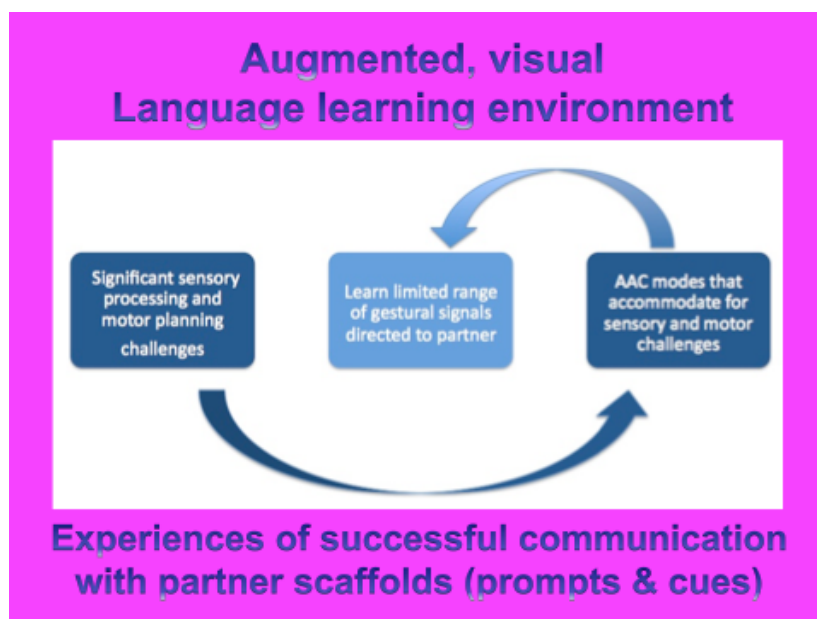 Augmented, visual
Language learning environment
Significant sensory
processing and
motor planning
challenges
Learn limited range
of gestural signals
directed to partner
AAC modes that
accommodate for
sensory and motor
challenges
Experiences of successful communication
with partner scaffolds (prompts & cues)